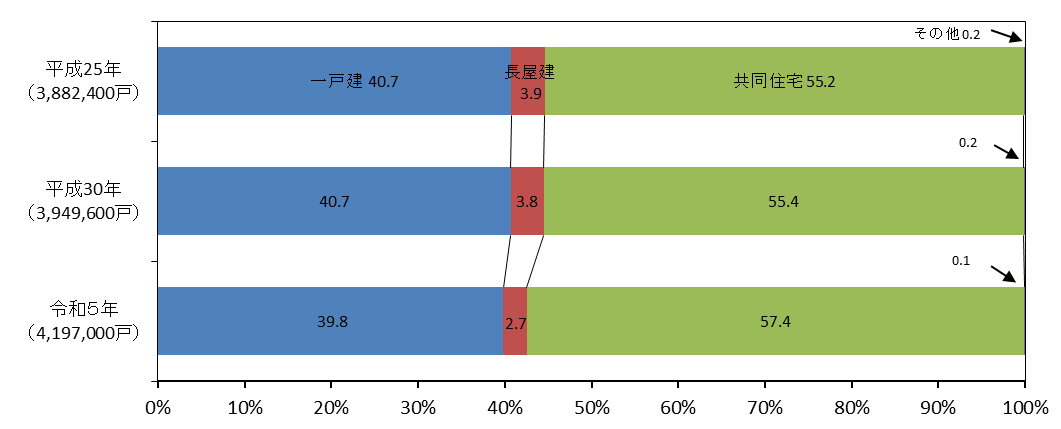 その他 0.2
平成25年
（3,882,400戸）
一戸建 40.7
長屋建
3.9
共同住宅 55.2
0.2
平成30年
（3,949,600戸）
40.7
3.8
55.4
0.1
令和５年
（4,197,000戸）
39.8
2.7
57.4
0% 10% 20% 30% 40% 50% 60% 70% 80% 90% 100%